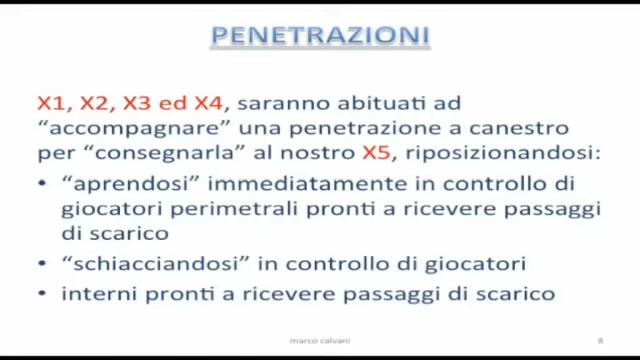 PENETRAZIONI
X1, X2, X3 ed X4, saranno abituati ad
“accompagnare” una penetrazione a canestro
per “consegnarla” al nostro X5, riposizionandosi:
• “aprendosi” immediatamente in controllo di
giocatori perimetrali pronti a ricevere passaggi
di scarico
• “schiacciandosi” in controllo di giocatori
• interni pronti a ricevere passaggi di scarico
marco calvani
8